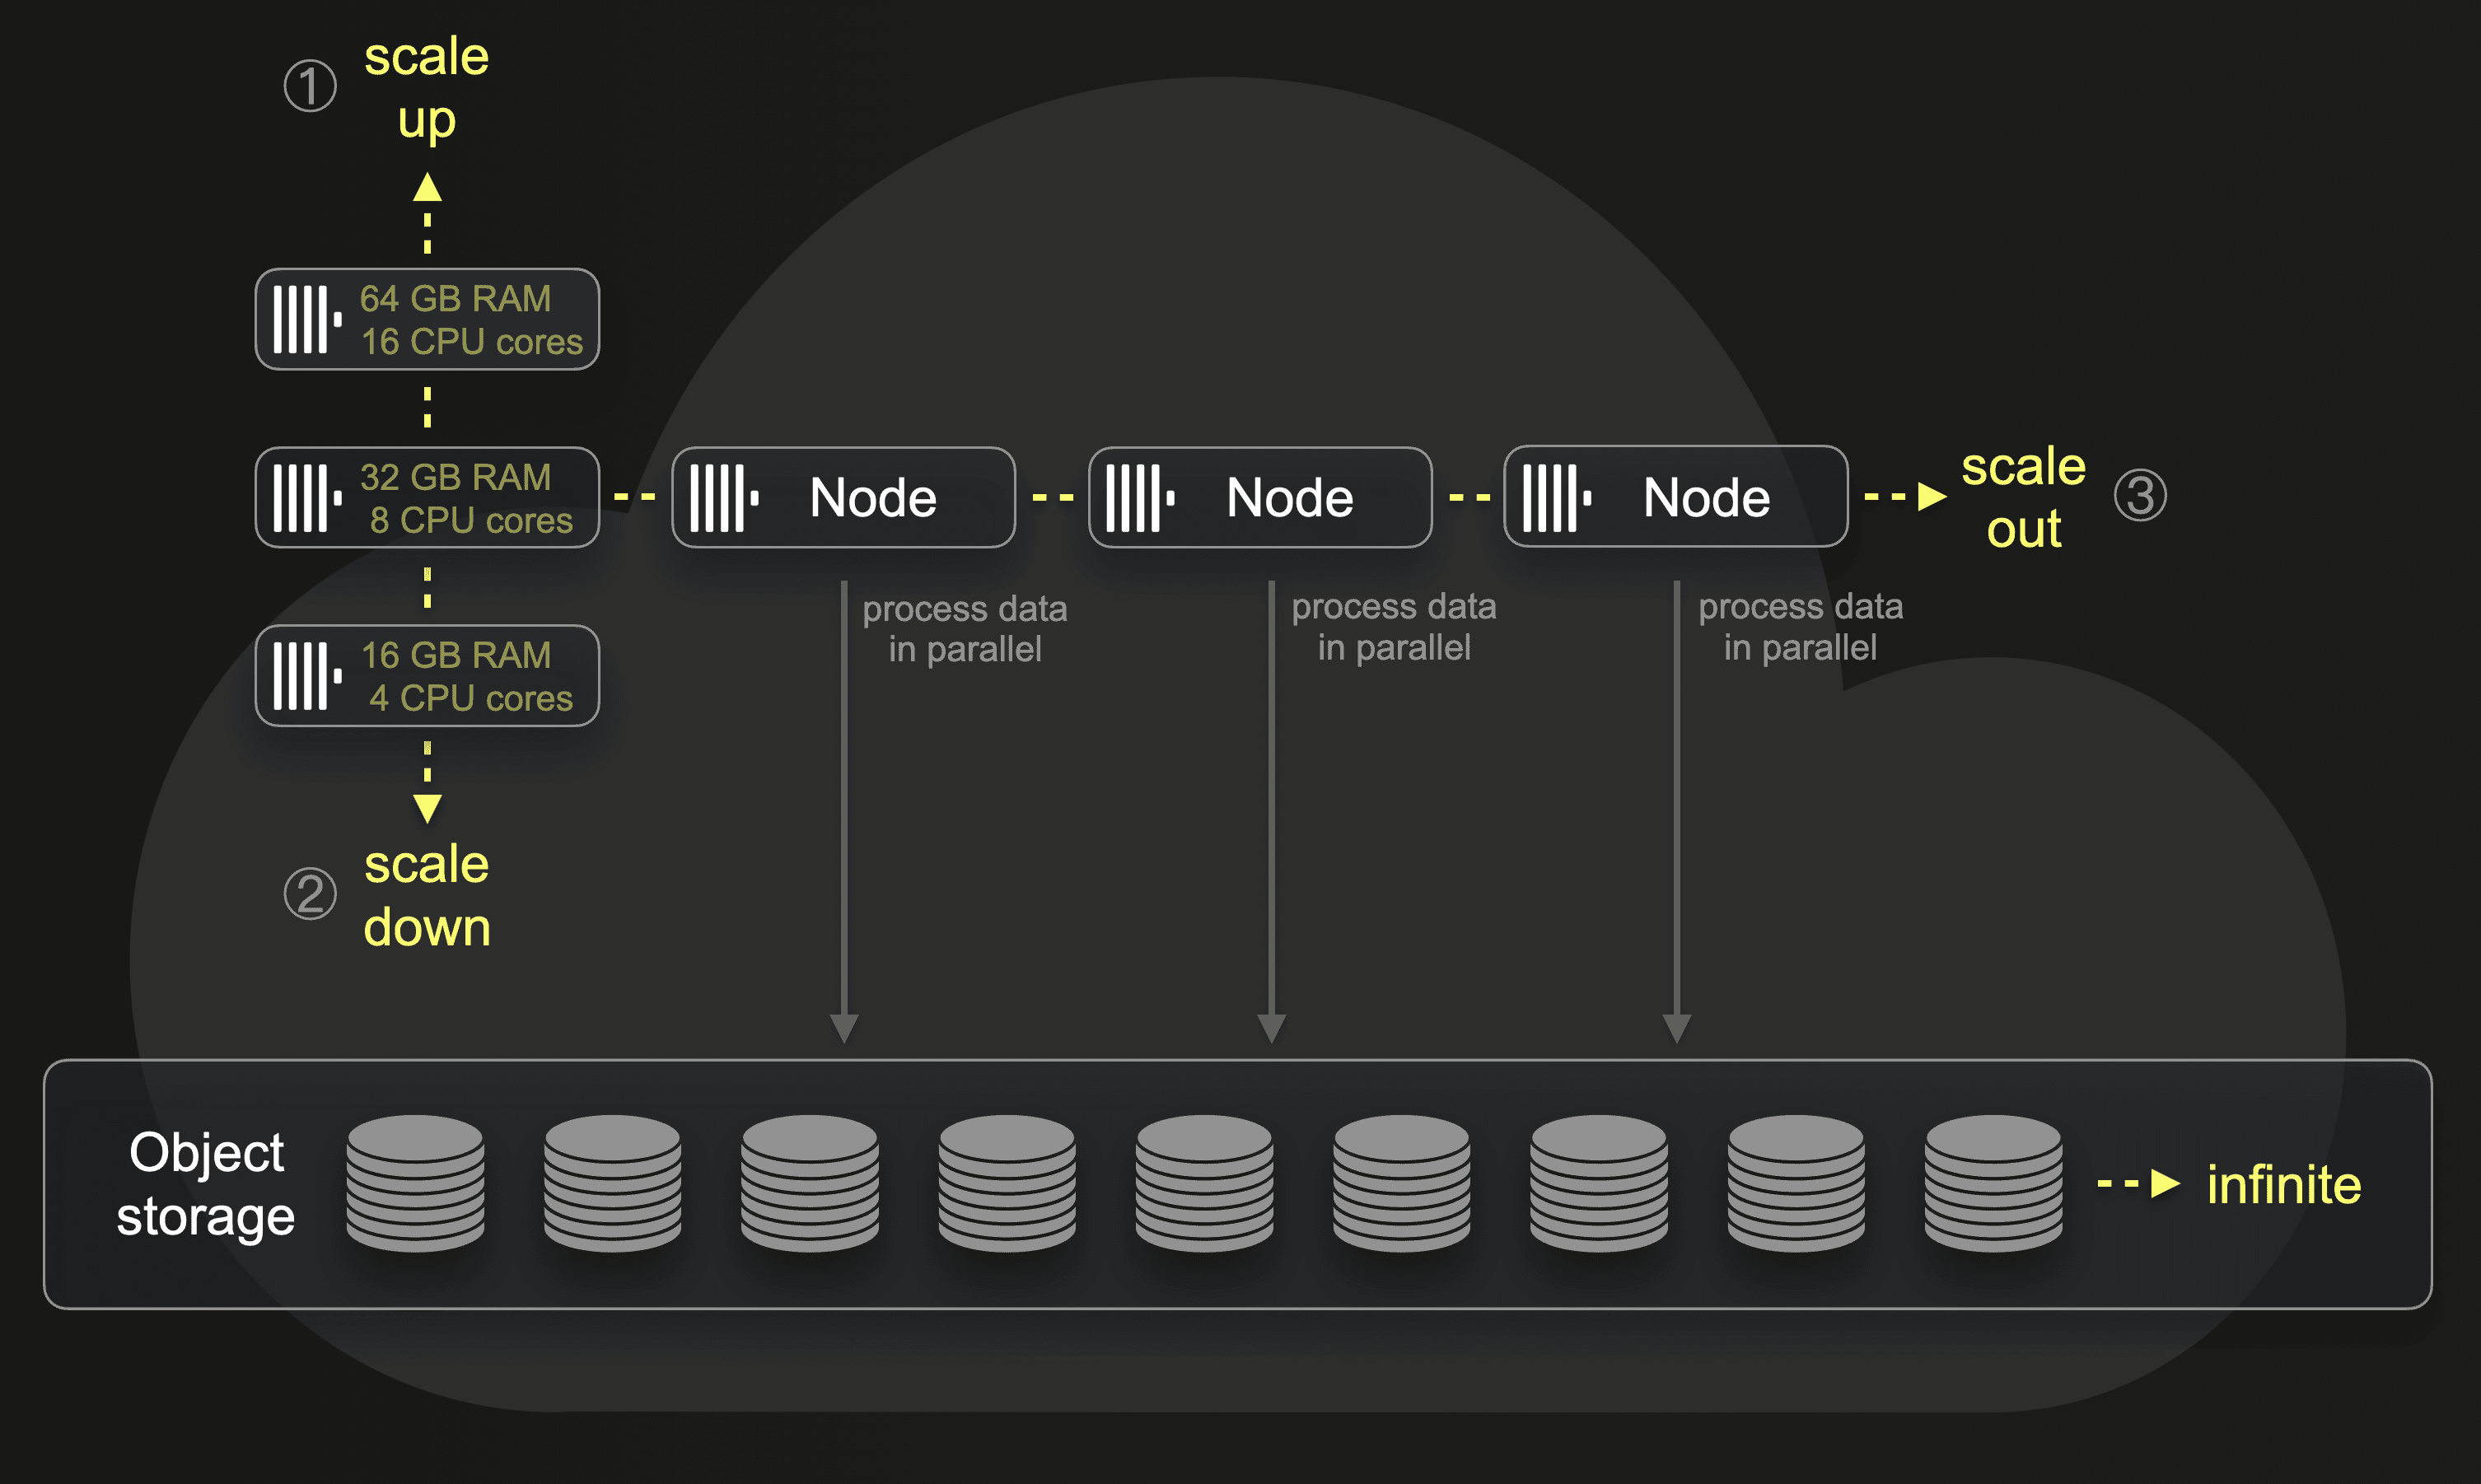 ①
scale
up
64 GB RAM
16 CPU cores
32 GB RAM
8 CPU cores
Node
Node
Node
scale
out
③
process data
in parallel
process data
in parallel
process data
in parallel
16 GB RAM
4 CPU cores
②
scale
down
Object
storage
infinite